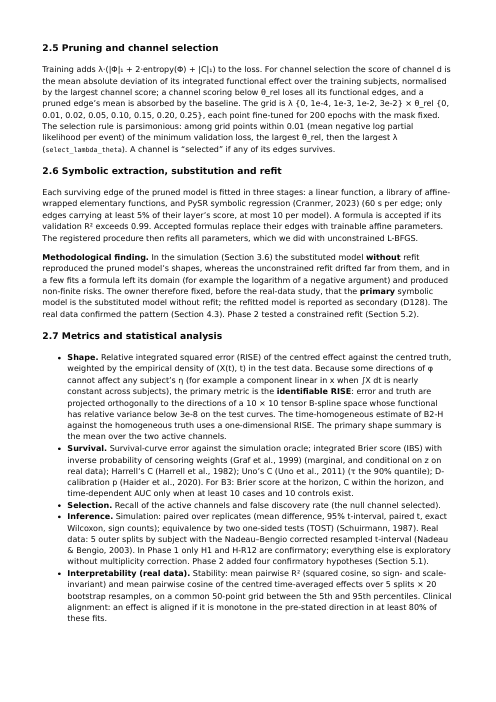 2.5 Pruning and channel selection
Training adds λ·(|Φ|₁ + 2·entropy(Φ) + |C|₁) to the loss. For channel selection the score of channel d is
the mean absolute deviation of its integrated functional effect over the training subjects, normalised
by the largest channel score; a channel scoring below θ_rel loses all its functional edges, and a
pruned edge's mean is absorbed by the baseline. The grid is λ {0, 1e-4, 1e-3, 1e-2, 3e-2} × θ_rel {0,
0.01, 0.02, 0.05, 0.10, 0.15, 0.20, 0.25}, each point fine-tuned for 200 epochs with the mask fixed.
The selection rule is parsimonious: among grid points within 0.01 (mean negative log partial
likelihood per event) of the minimum validation loss, the largest θ_rel, then the largest λ
(select_lambda_theta). A channel is “selected” if any of its edges survives.
2.6 Symbolic extraction, substitution and refit
Each surviving edge of the pruned model is fitted in three stages: a linear function, a library of affine-
wrapped elementary functions, and PySR symbolic regression (Cranmer, 2023) (60 s per edge; only
edges carrying at least 5% of their layer's score, at most 10 per model). A formula is accepted if its
validation R² exceeds 0.99. Accepted formulas replace their edges with trainable affine parameters.
The registered procedure then refits all parameters, which we did with unconstrained L-BFGS.
Methodological finding. In the simulation (Section 3.6) the substituted model without refit
reproduced the pruned model's shapes, whereas the unconstrained refit drifted far from them, and in
a few fits a formula left its domain (for example the logarithm of a negative argument) and produced
non-finite risks. The owner therefore fixed, before the real-data study, that the primary symbolic
model is the substituted model without refit; the refitted model is reported as secondary (D128). The
real data confirmed the pattern (Section 4.3). Phase 2 tested a constrained refit (Section 5.2).
2.7 Metrics and statistical analysis
• Shape. Relative integrated squared error (RISE) of the centred effect against the centred truth,
weighted by the empirical density of (X(t), t) in the test data. Because some directions of φ
cannot affect any subject's η (for example a component linear in x when ∫X dt is nearly
constant across subjects), the primary metric is the identifiable RISE: error and truth are
projected orthogonally to the directions of a 10 × 10 tensor B-spline space whose functional
has relative variance below 3e-8 on the test curves. The time-homogeneous estimate of B2-H
against the homogeneous truth uses a one-dimensional RISE. The primary shape summary is
the mean over the two active channels.
• Survival. Survival-curve error against the simulation oracle; integrated Brier score (IBS) with
inverse probability of censoring weights (Graf et al., 1999) (marginal, and conditional on z on
real data); Harrell's C (Harrell et al., 1982); Uno's C (Uno et al., 2011) (τ the 90% quantile); D-
calibration p (Haider et al., 2020). For B3: Brier score at the horizon, C within the horizon, and
time-dependent AUC only when at least 10 cases and 10 controls exist.
• Selection. Recall of the active channels and false discovery rate (the null channel selected).
• Inference. Simulation: paired over replicates (mean difference, 95% t-interval, paired t, exact
Wilcoxon, sign counts); equivalence by two one-sided tests (TOST) (Schuirmann, 1987). Real
data: 5 outer splits by subject with the Nadeau–Bengio corrected resampled t-interval (Nadeau
& Bengio, 2003). In Phase 1 only H1 and H-R12 are confirmatory; everything else is exploratory
without multiplicity correction. Phase 2 added four confirmatory hypotheses (Section 5.1).
• Interpretability (real data). Stability: mean pairwise R² (squared cosine, so sign- and scale-
invariant) and mean pairwise cosine of the centred time-averaged effects over 5 splits × 20
bootstrap resamples, on a common 50-point grid between the 5th and 95th percentiles. Clinical
alignment: an effect is aligned if it is monotone in the pre-stated direction in at least 80% of
these fits.